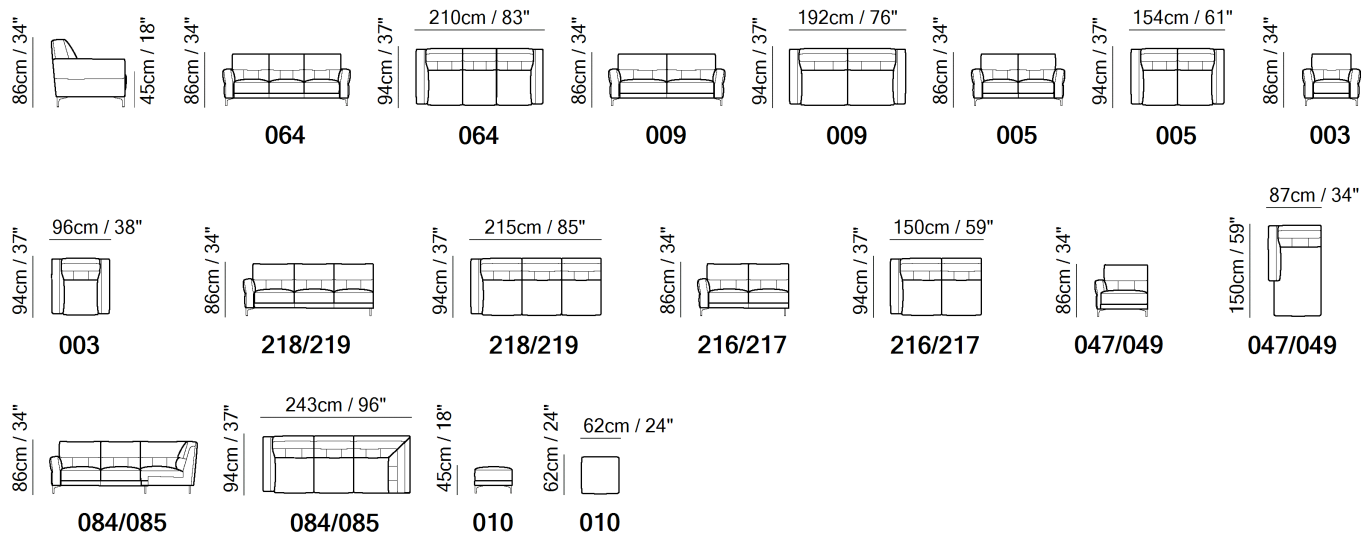 210cm / 83"
192cm / 76"
154cm / 61"
86cm / 34"
45cm / 18"
86cm / 34"
94cm / 37"
86cm / 34"
94cm / 37"
86cm / 34"
94cm / 37"
86cm / 34"
064
064
009
009
005
005
003
96cm / 38"
215cm / 85"
150cm / 59"
87cm / 34"
94cm / 37"
86cm / 34"
94cm / 37"
86cm / 34"
94cm / 37"
86cm / 34"
150cm / 59"
003
218/219
218/219
216/217
216/217
047/049
047/049
243cm / 96"
62cm / 24"
86cm / 34"
94cm / 37"
45cm / 18"
62cm / 24"
084/085
084/085
010
010